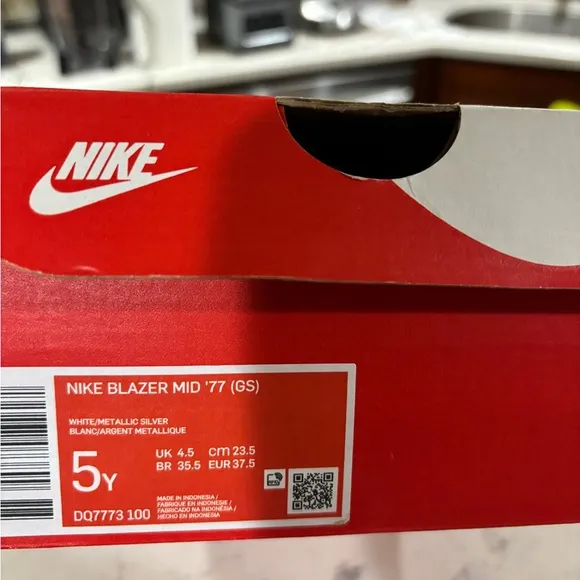 NIKE
NIKE BLAZER MID '77 (GS)
WHITE/METALLIC SILVER
BLANC/ARGENT METALLIQUE
5Y
UK 4.5 cm 23.5
BR 35.5 EUR 37.5
MADE IN INDONESIA/
FABRIQUE EN INDONESIE/
FABRICADO NA INDONÉSIA/
HECHO EN INDONESIA
DQ7773 100